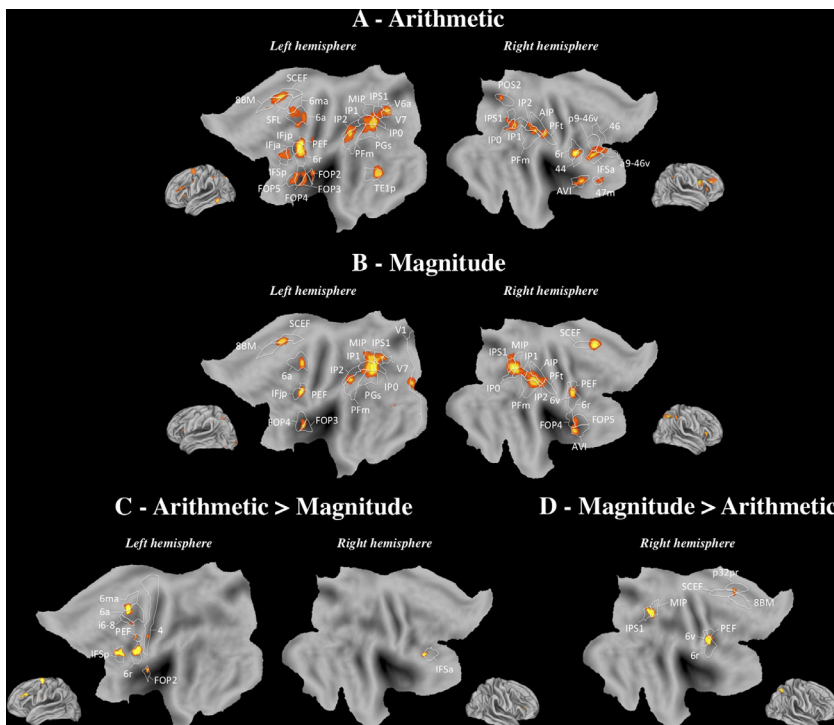 A - Arithmetic
Left hemisphere
Right hemisphere
SCEF
8BM
6ma
SFL
6a
IFjp
IFja
PEF
6r
IFSp
FOP5
FOP4
FOP2
FOP3
MIP
IPS1
V6a
IP1
IP2
V7
IP0
PGs
PFm
TE1p
POS2
IP2
IPS1
AIP
PFt
IP0
IP1
PFm
p9-46v
46
6r
44
a9-46v
IFSa
AVI
47m
B - Magnitude
Left hemisphere
Right hemisphere
SCEF
8BM
6a
IFjp
PEF
FOP4
FOP3
MIP
IPS1
IP1
IP2
V1
V7
IP0
PGs
PFm
SCEF
MIP
IPS1
IP1
AIP
PFt
IP0
IP2
PFm
6v
PEF
6r
FOP4
FOP5
AVI
C - Arithmetic > Magnitude
D - Magnitude > Arithmetic
Left hemisphere
Right hemisphere
Right hemisphere
6ma
6a
i6-8
PEF
4
IFSp
6r
FOP2
IFSa
p32pr
SCEF
8BM
MIP
IPS1
PEF
6v
6r